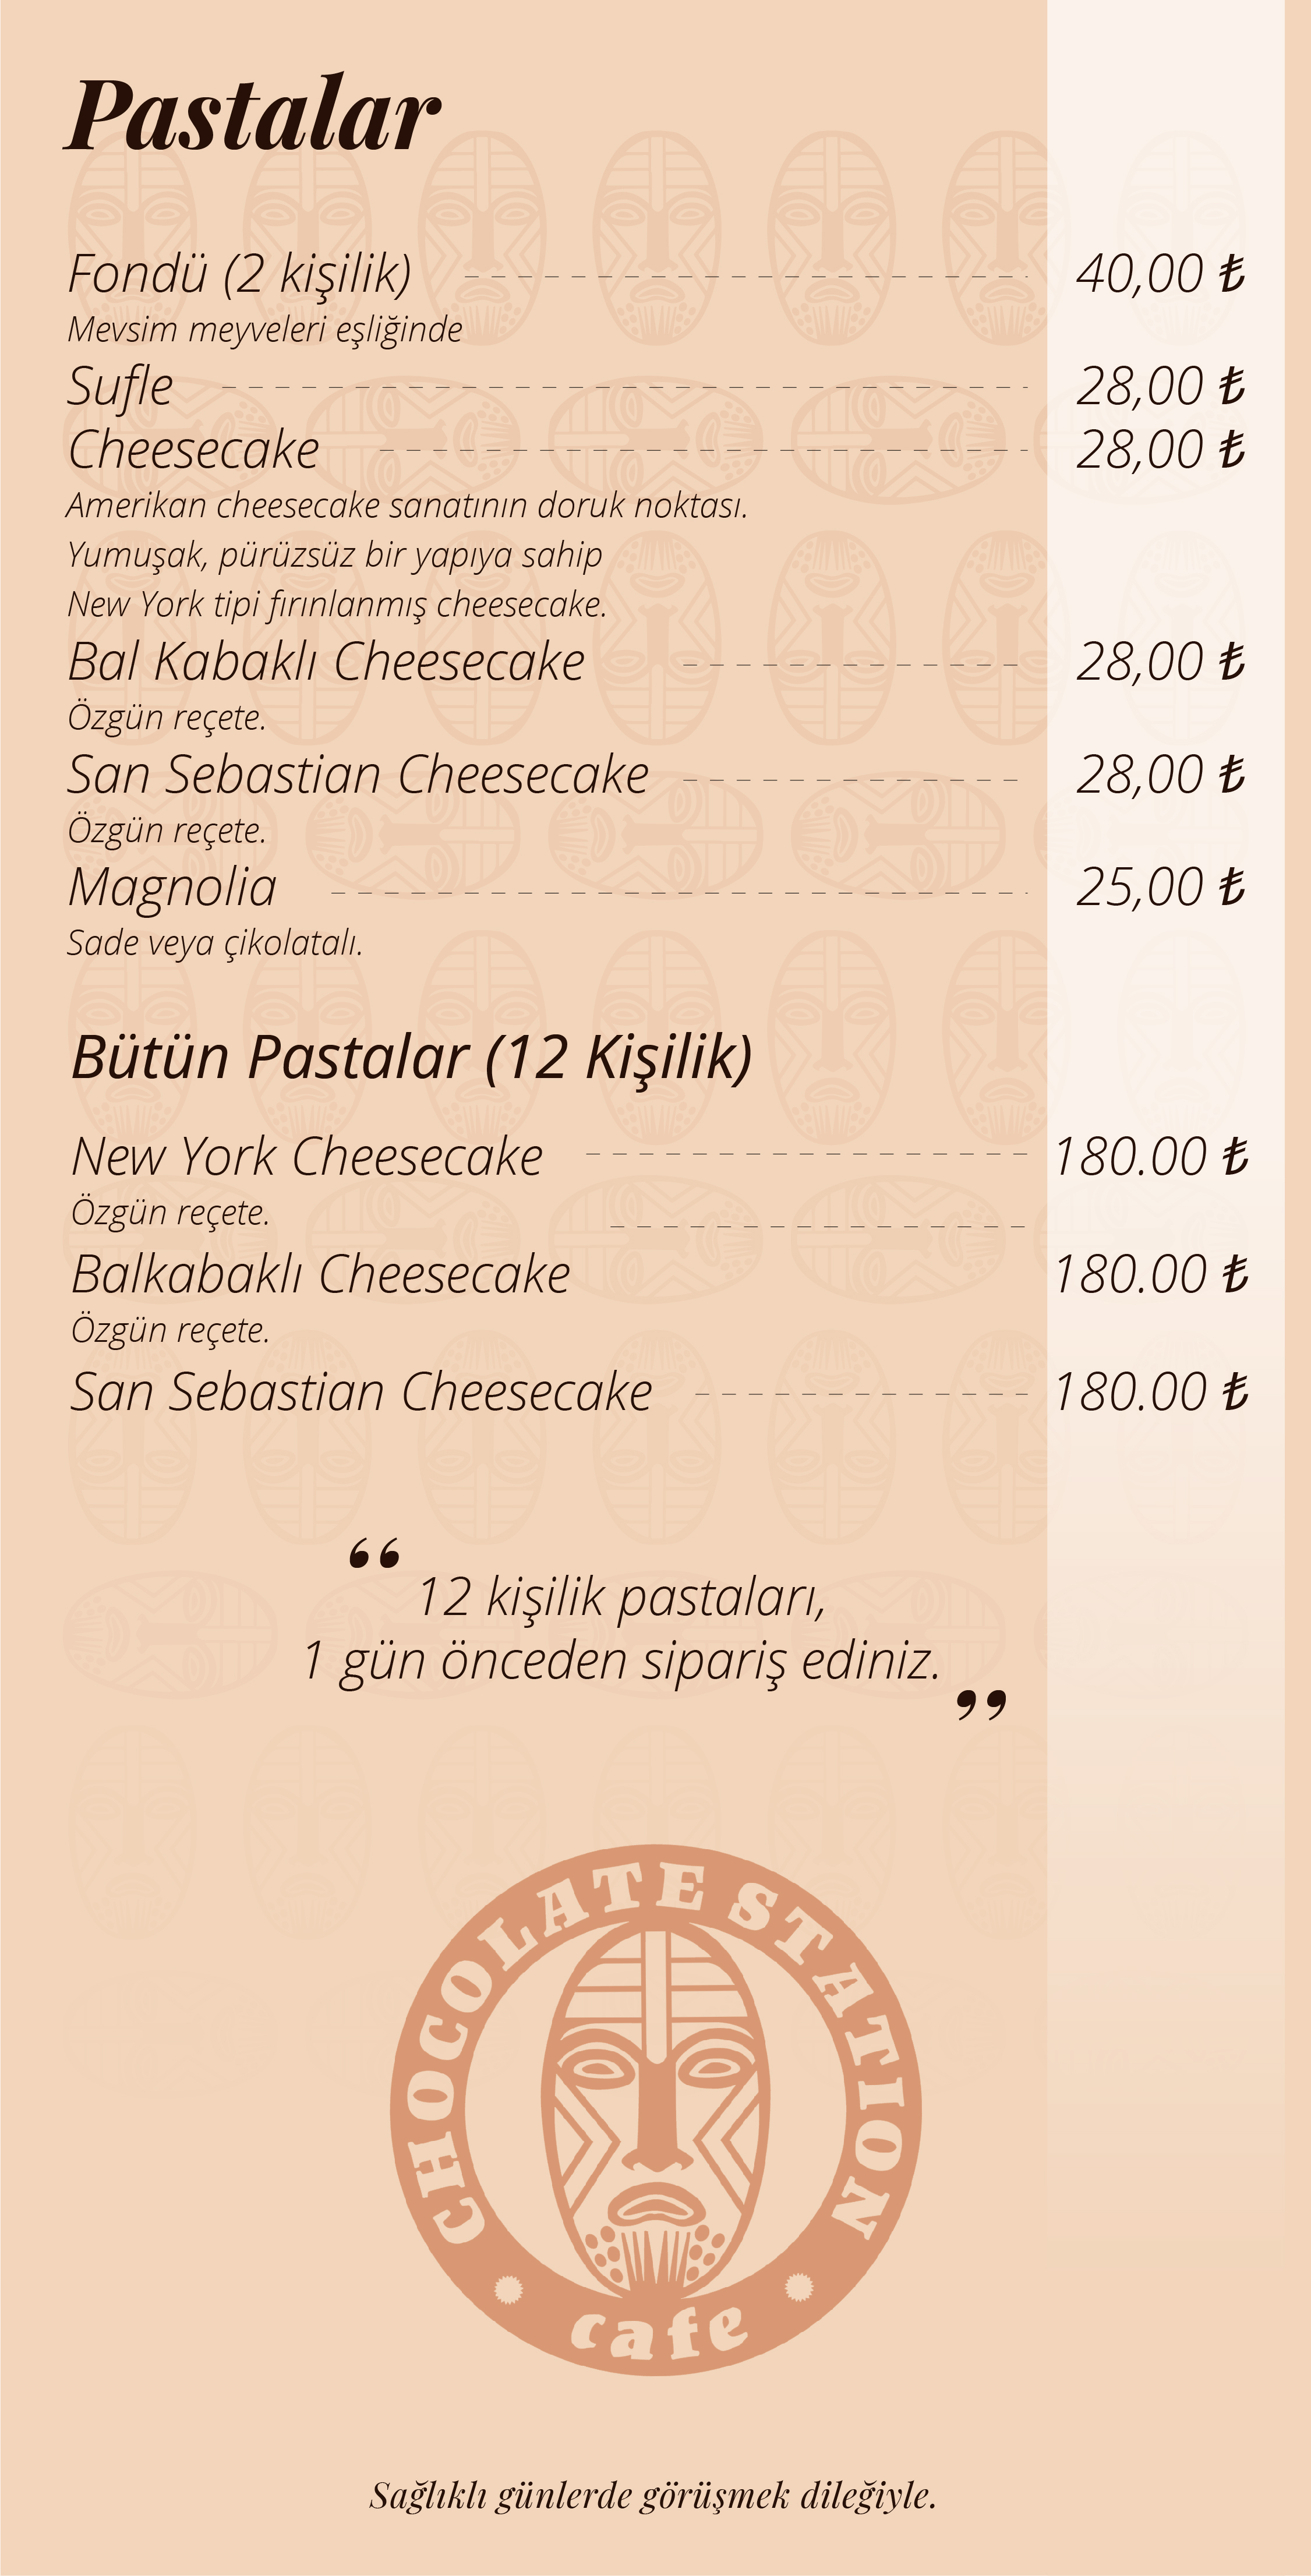 Pastalar
Fondü (2 kişilik) 40,00 ₺
Mevsim meyveleri eşliğinde
Sufle 28,00 ₺
Cheesecake 28,00 ₺
Amerikan cheesecake sanatının doruk noktası.
Yumuşak, pürüzsüz bir yapıya sahip
New York tipi fırınlanmış cheesecake.
Bal Kabaklı Cheesecake 28,00 ₺
Özgün reçete.
San Sebastian Cheesecake 28,00 ₺
Özgün reçete.
Magnolia 25,00 ₺
Sade veya çikolatalı.
Bütün Pastalar (12 Kişilik)
New York Cheesecake 180.00 ₺
Özgün reçete.
Balkabaklı Cheesecake 180.00 ₺
Özgün reçete.
San Sebastian Cheesecake 180.00 ₺
“ 12 kişilik pastaları,
1 gün önceden sipariş ediniz. ”
CHOCOLATE STATION
cafe
Sağlıklı günlerde görüşmek dileğiyle.